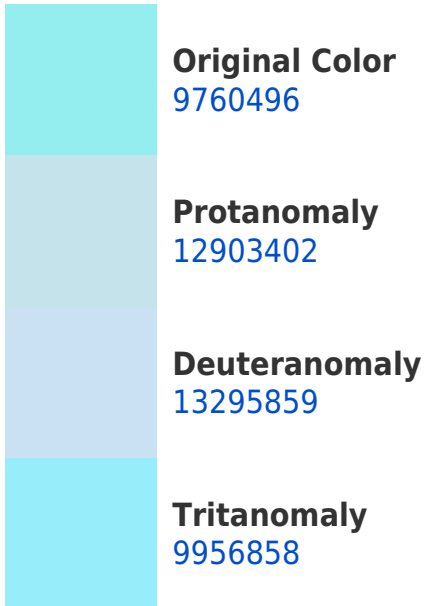 Original Color
9760496
Protanomaly
12903402
Deuteranomaly
13295859
Tritanomaly
9956858